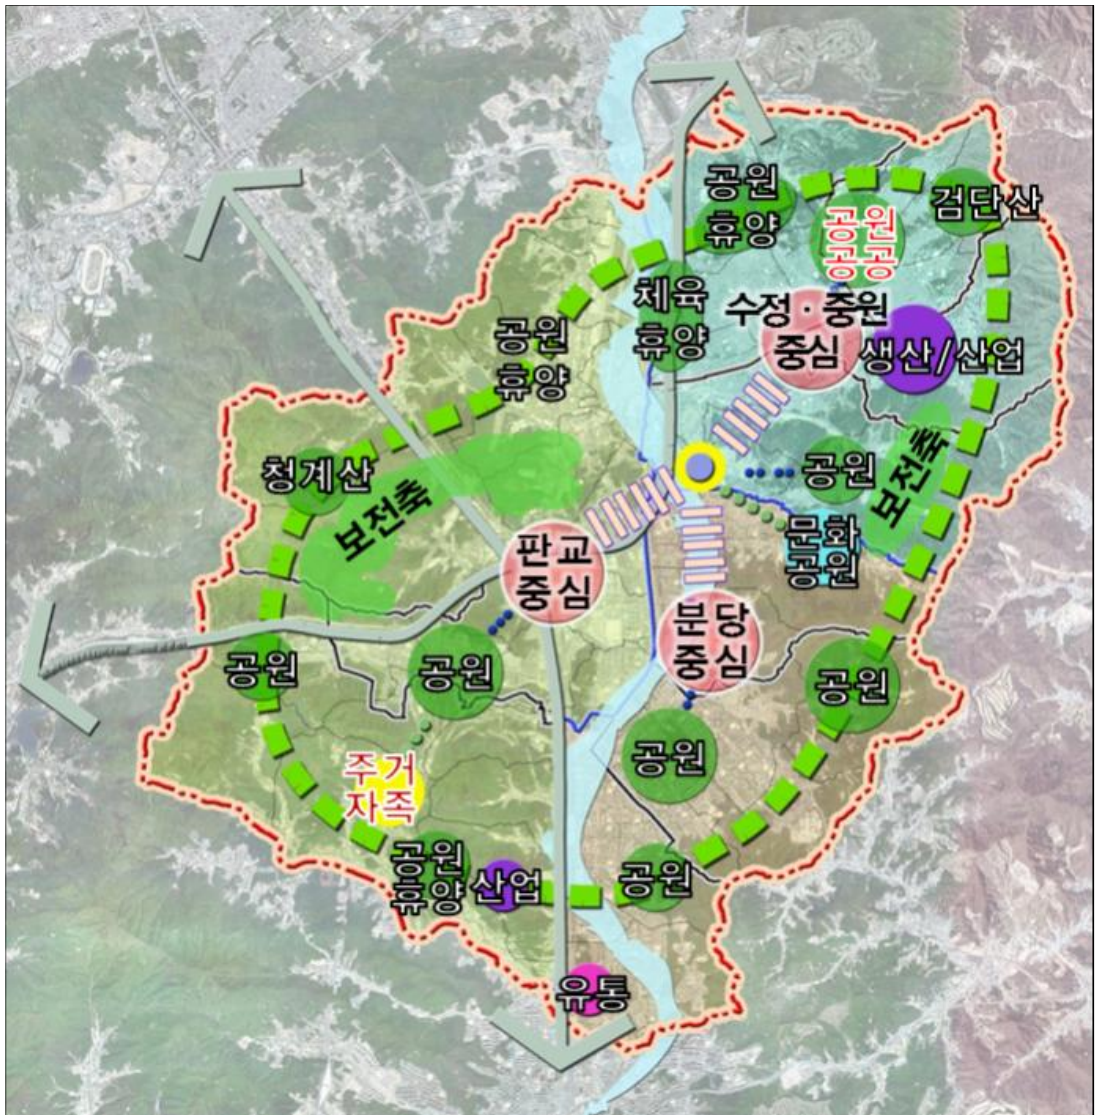 공원
휴양
검단산
공원
공공
체육
휴양
수정·중원
중심
생산/산업
공원
휴양
청계산
보전축
공원
보전축
문화
공원
판교
중심
분당
중심
공원
공원
공원
공원
주거
자족
공원
휴양
산업
공원
유통